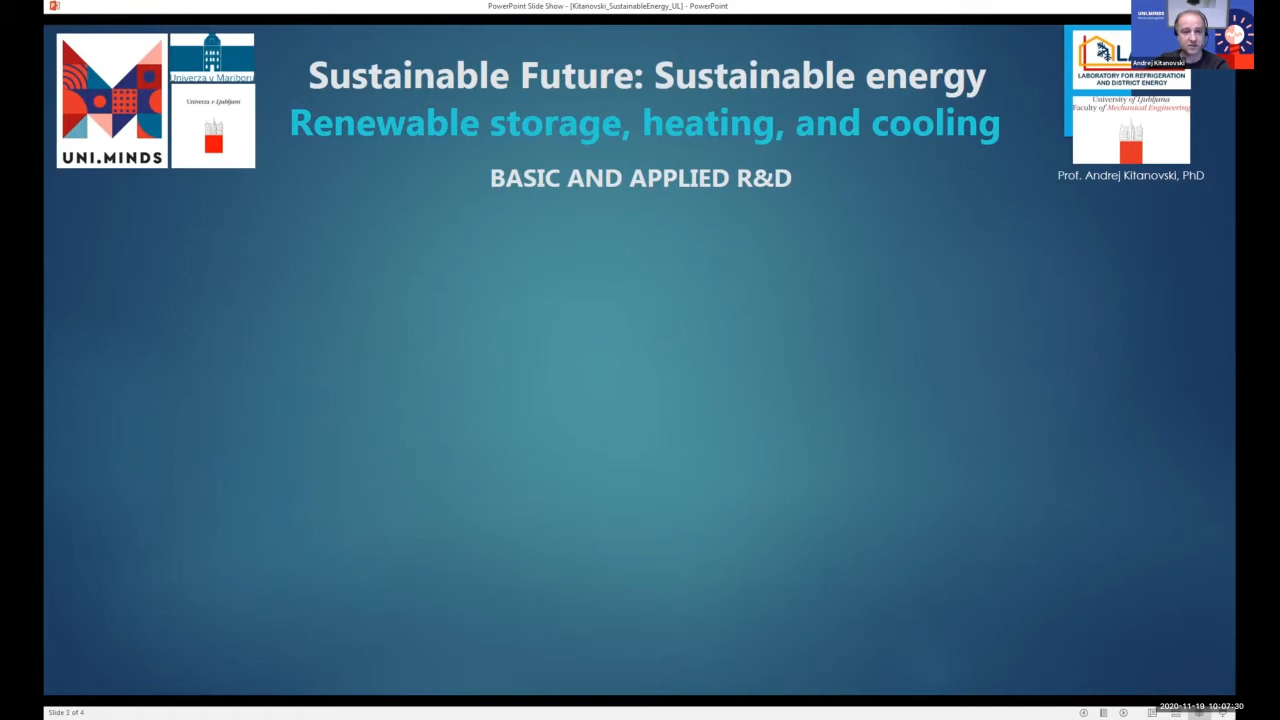 PowerPoint Slide Show - [Kitanovski_SustainableEnergy_UL] - PowerPoint
UNI.MINDS
Univerza v Mariboru
Univerza v Ljubljani
Sustainable Future: Sustainable energy
Renewable storage, heating, and cooling
BASIC AND APPLIED R&D
UNI.MINDS
Andrej Kitanovski
LABORATORY FOR REFRIGERATION
AND DISTRICT ENERGY
University of Ljubljana
Faculty of Mechanical Engineering
Prof. Andrej Kitanovski, PhD
Slide 3 of 4
2020-11-19 10:07:30